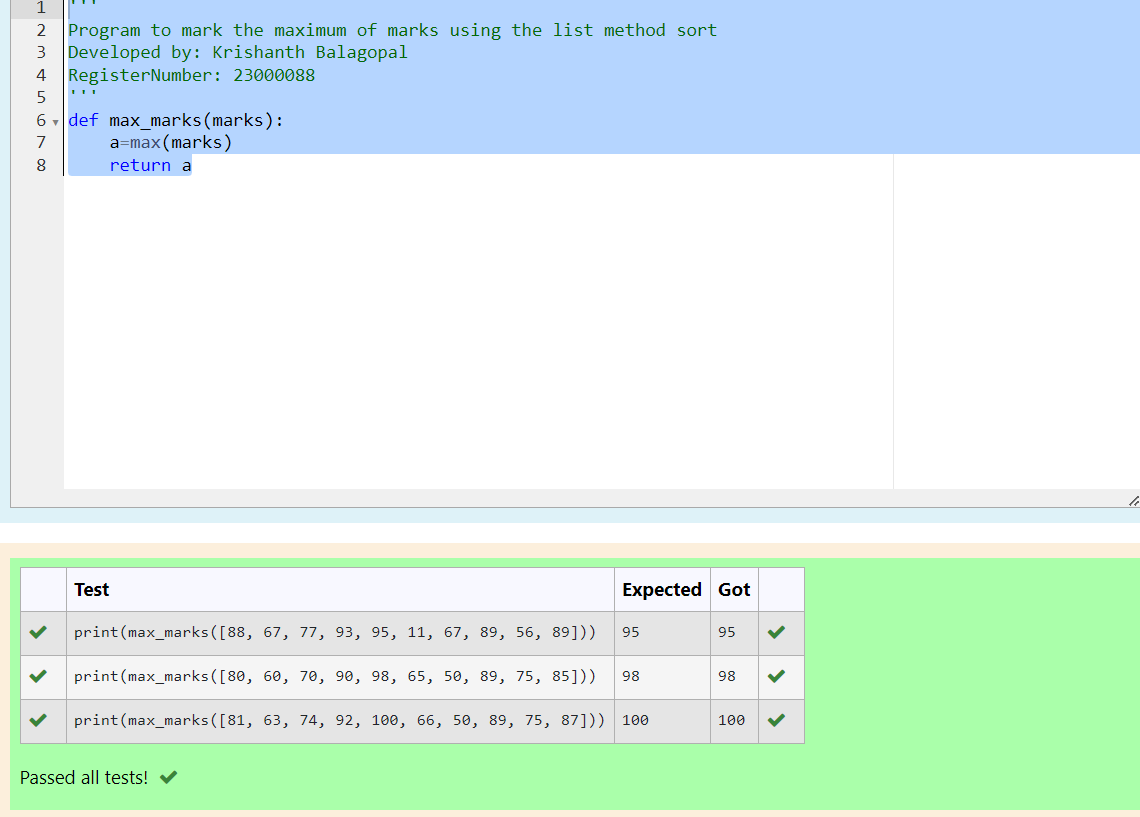 1 '''
2 Program to mark the maximum of marks using the list method sort
3 Developed by: Krishanth Balagopal
4 RegisterNumber: 23000088
5 '''
6 def max_marks(marks):
7     a=max(marks)
8     return a
Test Expected Got
print(max_marks([88, 67, 77, 93, 95, 11, 67, 89, 56, 89])) 95 95
print(max_marks([80, 60, 70, 90, 98, 65, 50, 89, 75, 85])) 98 98
print(max_marks([81, 63, 74, 92, 100, 66, 50, 89, 75, 87])) 100 100
Passed all tests!